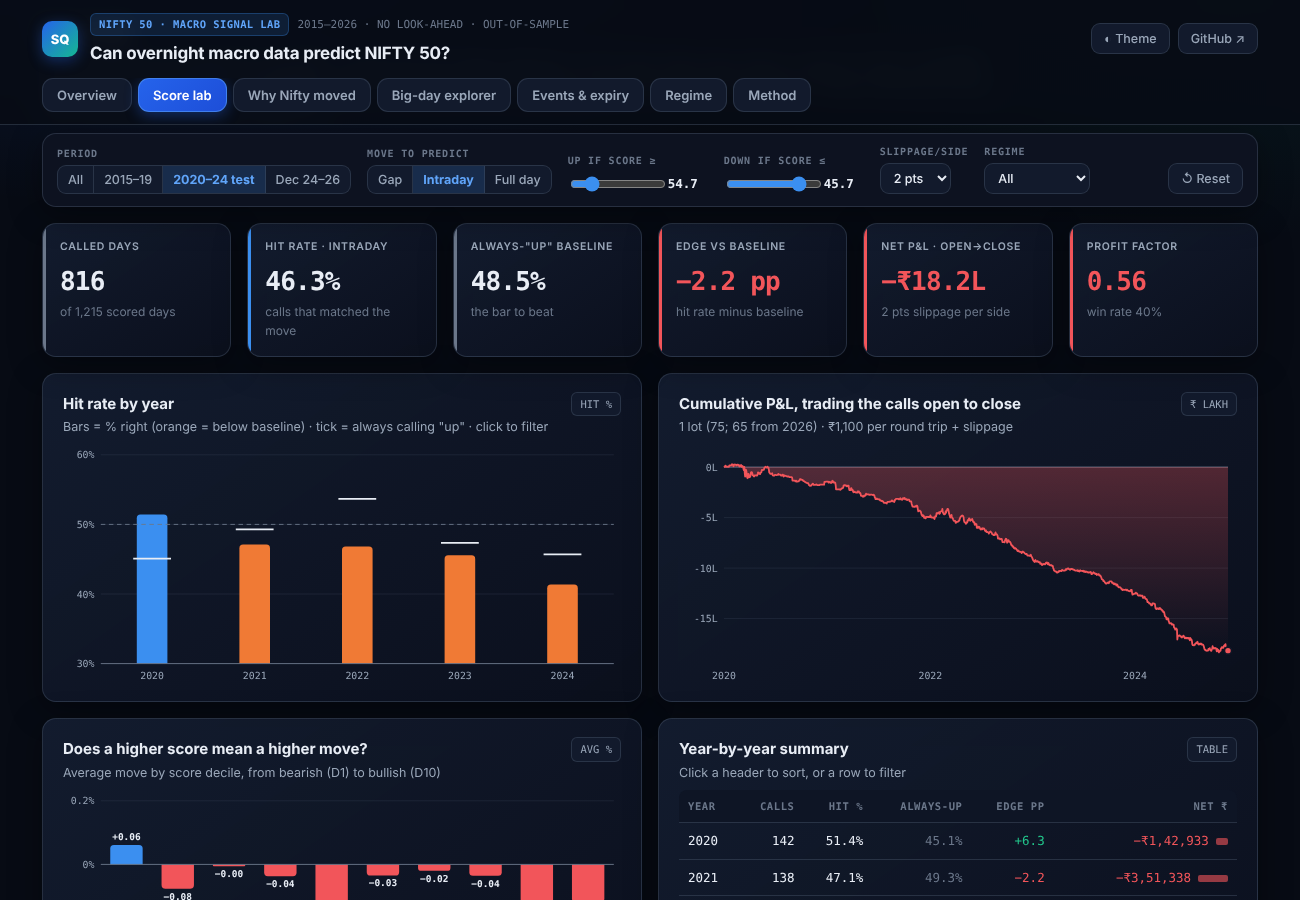 SQ
NIFTY 50 · MACRO SIGNAL LAB 2015–2026 · NO LOOK-AHEAD · OUT-OF-SAMPLE
Can overnight macro data predict NIFTY 50?
Theme
GitHub ↗
Overview
Score lab
Why Nifty moved
Big-day explorer
Events & expiry
Regime
Method
PERIOD
All 2015–19 2020–24 test Dec 24–26
MOVE TO PREDICT
Gap Intraday Full day
UP IF SCORE ≥
54.7
DOWN IF SCORE ≤
45.7
SLIPPAGE/SIDE
2 pts
REGIME
All
↺ Reset
CALLED DAYS
816
of 1,215 scored days
HIT RATE · INTRADAY
46.3%
calls that matched the
move
ALWAYS-"UP" BASELINE
48.5%
the bar to beat
EDGE VS BASELINE
−2.2 pp
hit rate minus baseline
NET P&L · OPEN→CLOSE
−₹18.2L
2 pts slippage per side
PROFIT FACTOR
0.56
win rate 40%
Hit rate by year
HIT %
Bars = % right (orange = below baseline) · tick = always calling "up" · click to filter
60%
50%
40%
30%
2020 2021 2022 2023 2024
Cumulative P&L, trading the calls open to close
₹ LAKH
1 lot (75; 65 from 2026) · ₹1,100 per round trip + slippage
0L
-5L
-10L
-15L
2020 2022 2024
Does a higher score mean a higher move?
AVG %
Average move by score decile, from bearish (D1) to bullish (D10)
0.2%
+0.06
0%
−0.08
−0.00
−0.04
−0.03
−0.02
−0.04
Year-by-year summary
TABLE
Click a header to sort, or a row to filter
YEAR CALLS HIT % ALWAYS-UP EDGE PP NET ₹
2020 142 51.4% 45.1% +6.3 −₹1,42,933
2021 138 47.1% 49.3% −2.2 −₹3,51,338